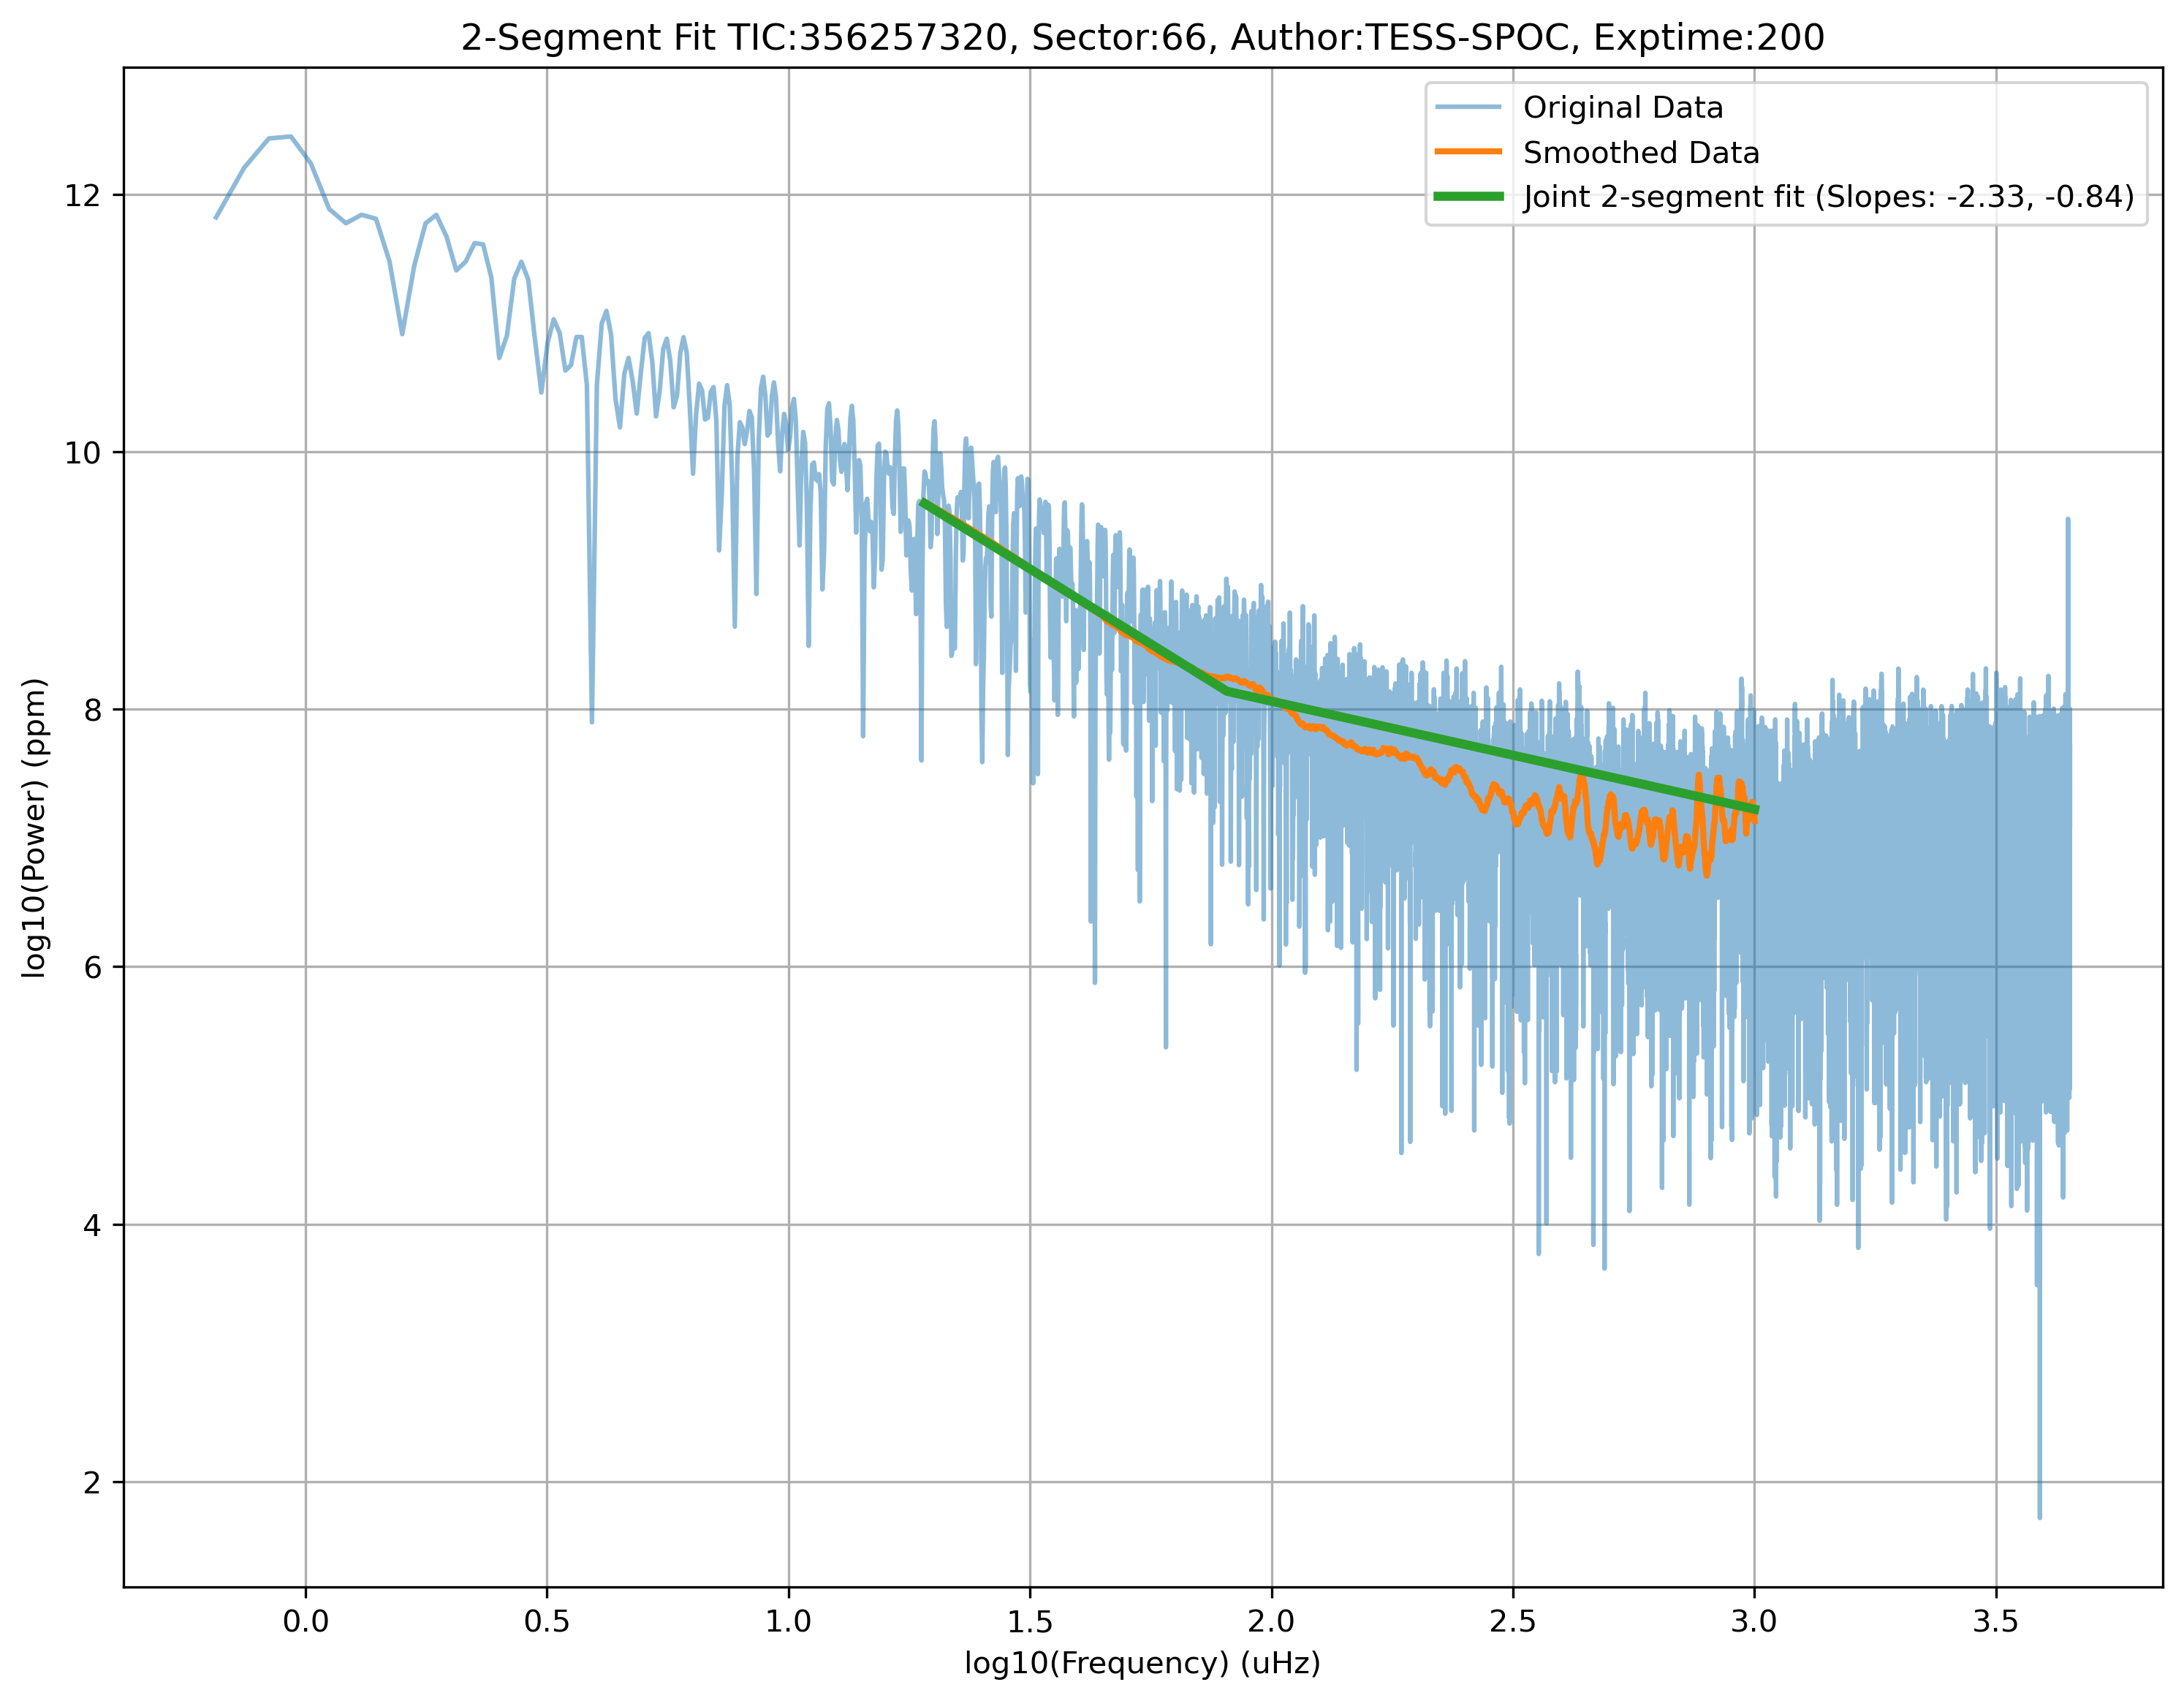 2-Segment Fit TIC:356257320, Sector:66, Author:TESS-SPOC, Exptime:200
Original Data
Smoothed Data
Joint 2-segment fit (Slopes: -2.33, -0.84)
log10(Power) (ppm)
12
10
8
6
4
2
0.0 0.5 1.0 1.5 2.0 2.5 3.0 3.5
log10(Frequency) (uHz)